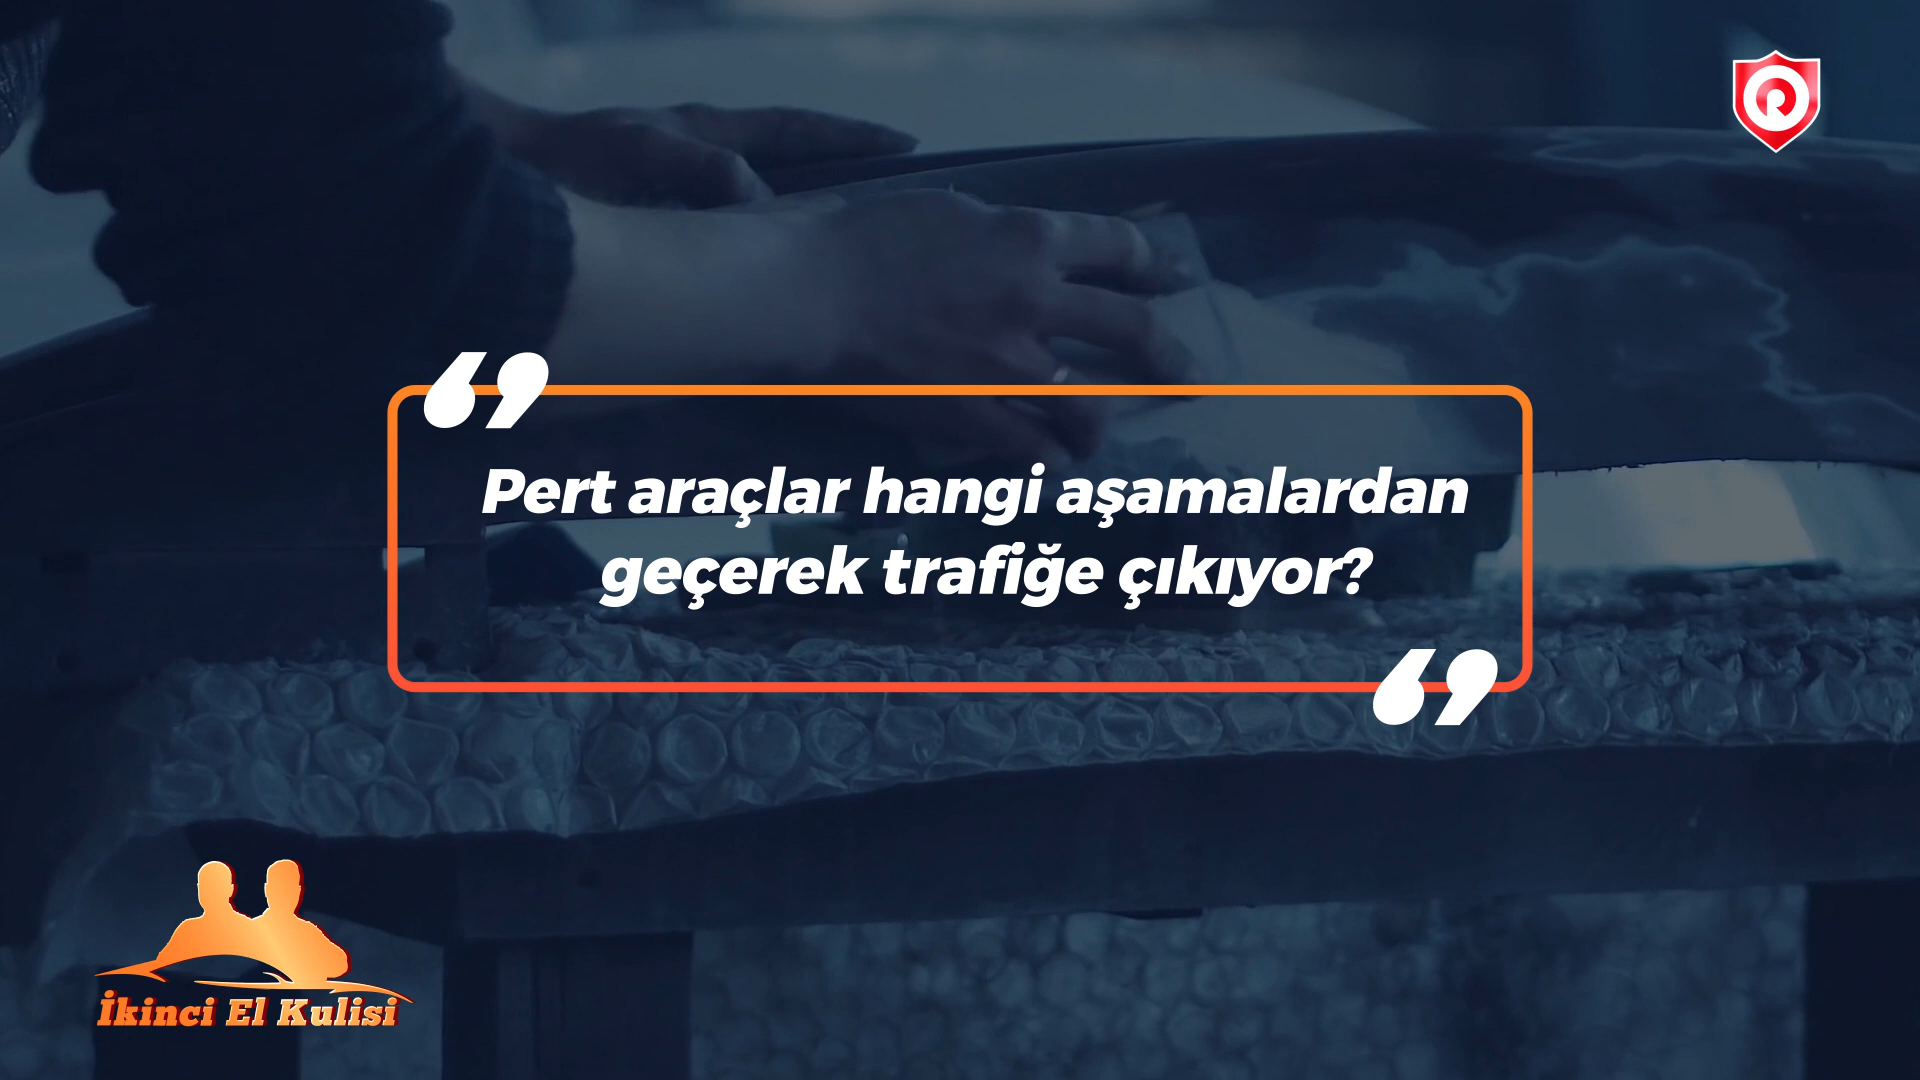 Pert araçlar hangi aşamalardan
geçerek trafiğe çıkıyor?
İkinci El Kulisi